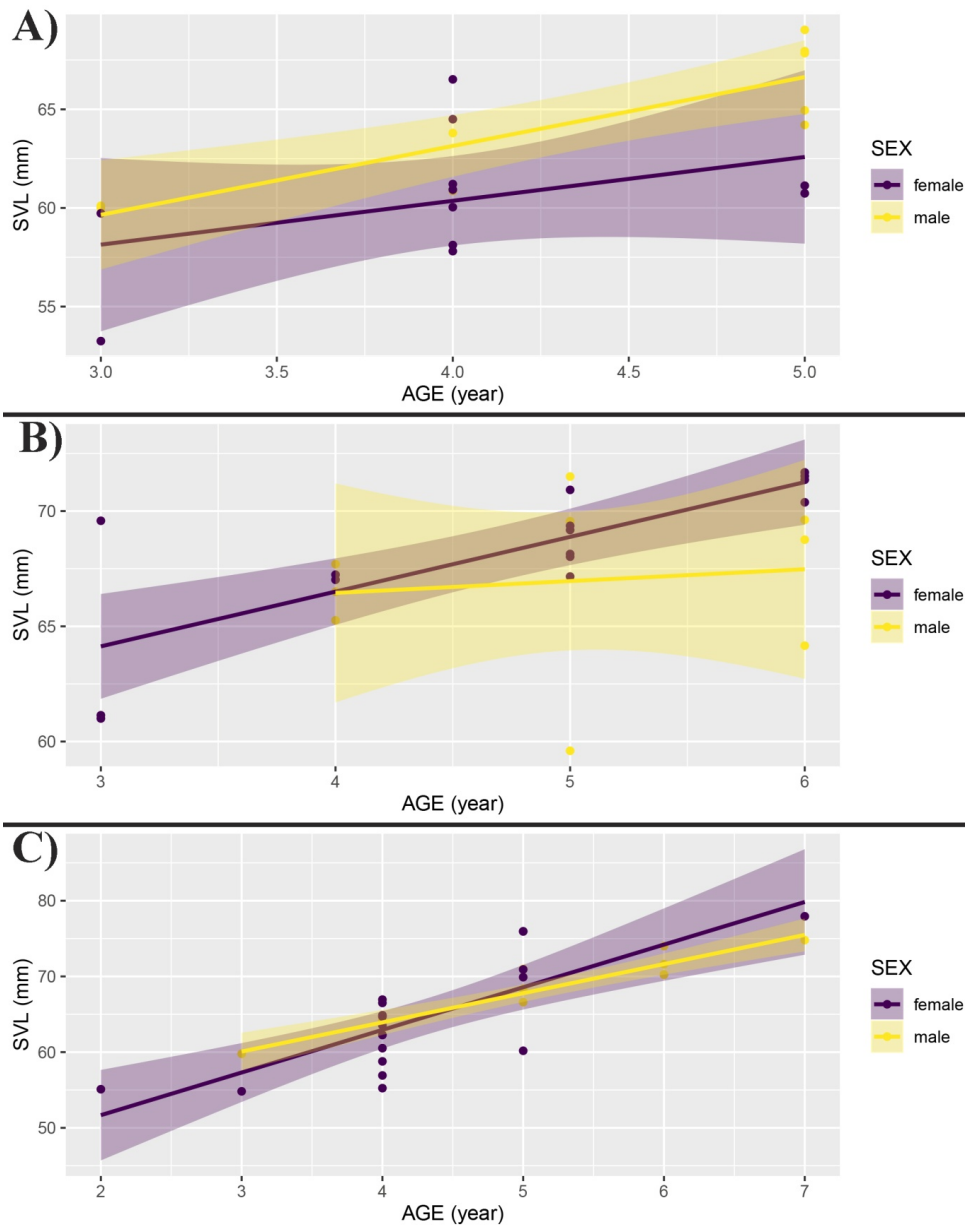 A)
65
60
55
SVL (mm)
3.0 3.5 4.0 4.5 5.0
AGE (year)
SEX
female
male
B)
70
65
60
SVL (mm)
3 4 5 6
AGE (year)
SEX
female
male
C)
80
70
60
50
SVL (mm)
2 3 4 5 6 7
AGE (year)
SEX
female
male